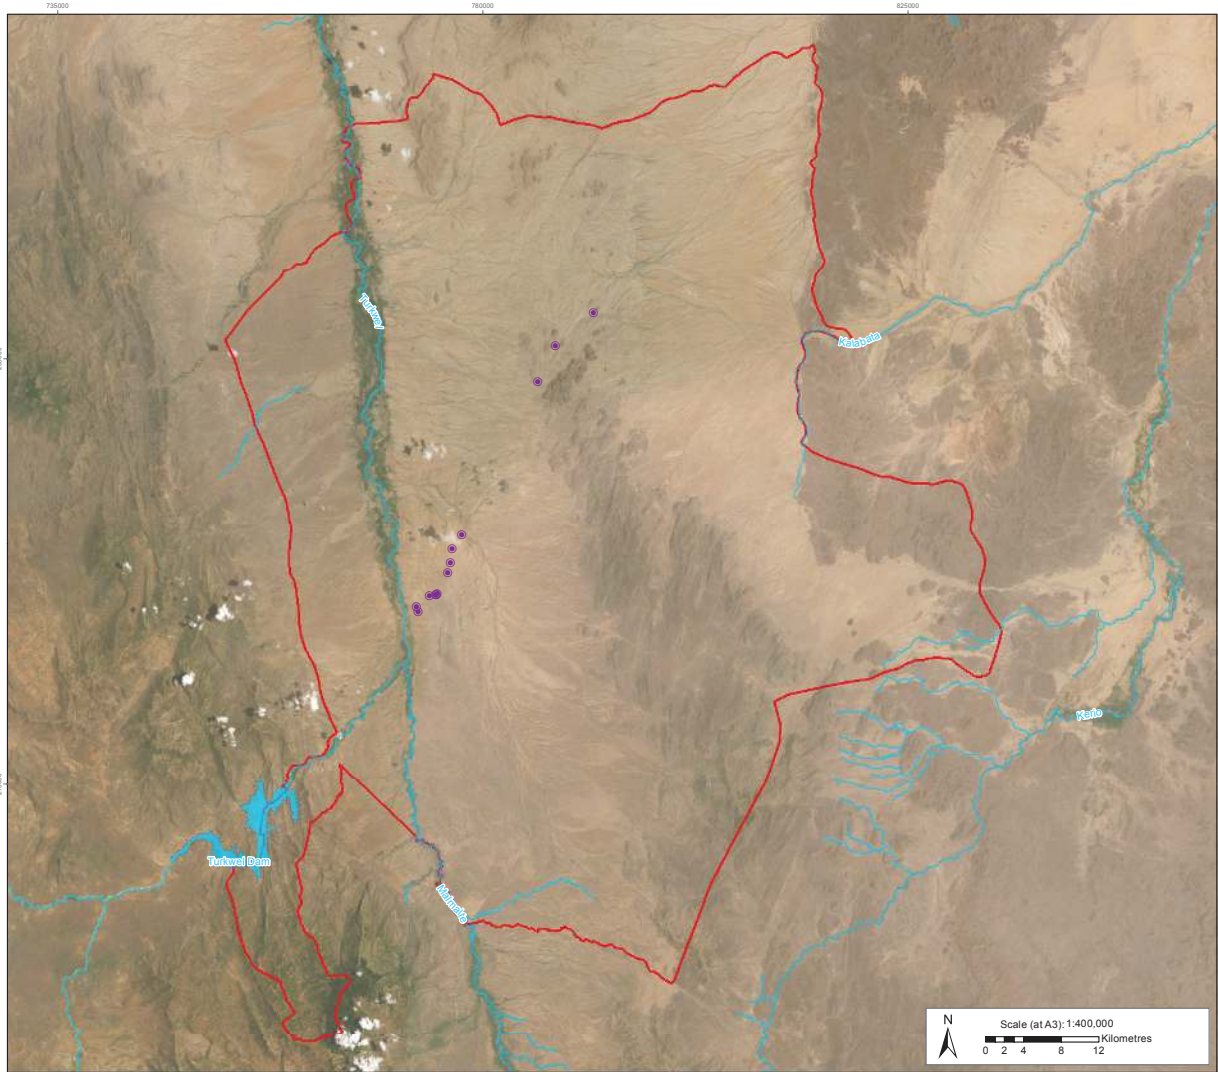 735000
780000
825000
Turkwel
Kalabata
Kerio
Turkwel Dam
Malmalte
N
Scale (at A3): 1:400,000
Kilometres
0 2 4 8 12